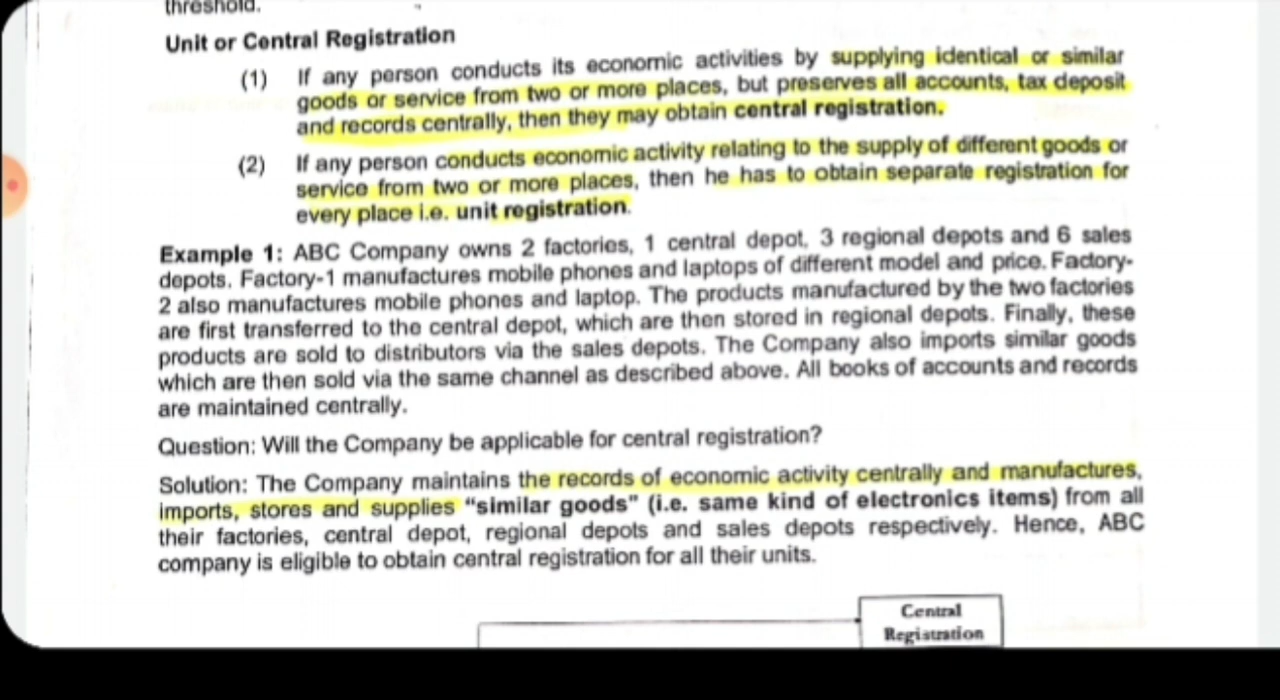 threshold.
Unit or Central Registration
(1) If any person conducts its economic activities by supplying identical or similar
goods or service from two or more places, but preserves all accounts, tax deposit
and records centrally, then they may obtain central registration.
(2) If any person conducts economic activity relating to the supply of different goods or
service from two or more places, then he has to obtain separate registration for
every place i.e. unit registration.
Example 1: ABC Company owns 2 factories, 1 central depot, 3 regional depots and 6 sales
depots. Factory-1 manufactures mobile phones and laptops of different model and price. Factory-
2 also manufactures mobile phones and laptop. The products manufactured by the two factories
are first transferred to the central depot, which are then stored in regional depots. Finally, these
products are sold to distributors via the sales depots. The Company also imports similar goods
which are then sold via the same channel as described above. All books of accounts and records
are maintained centrally.
Question: Will the Company be applicable for central registration?
Solution: The Company maintains the records of economic activity centrally and manufactures,
imports, stores and supplies "similar goods" (i.e. same kind of electronics items) from all
their factories, central depot, regional depots and sales depots respectively. Hence, ABC
company is eligible to obtain central registration for all their units.
Central
Registration